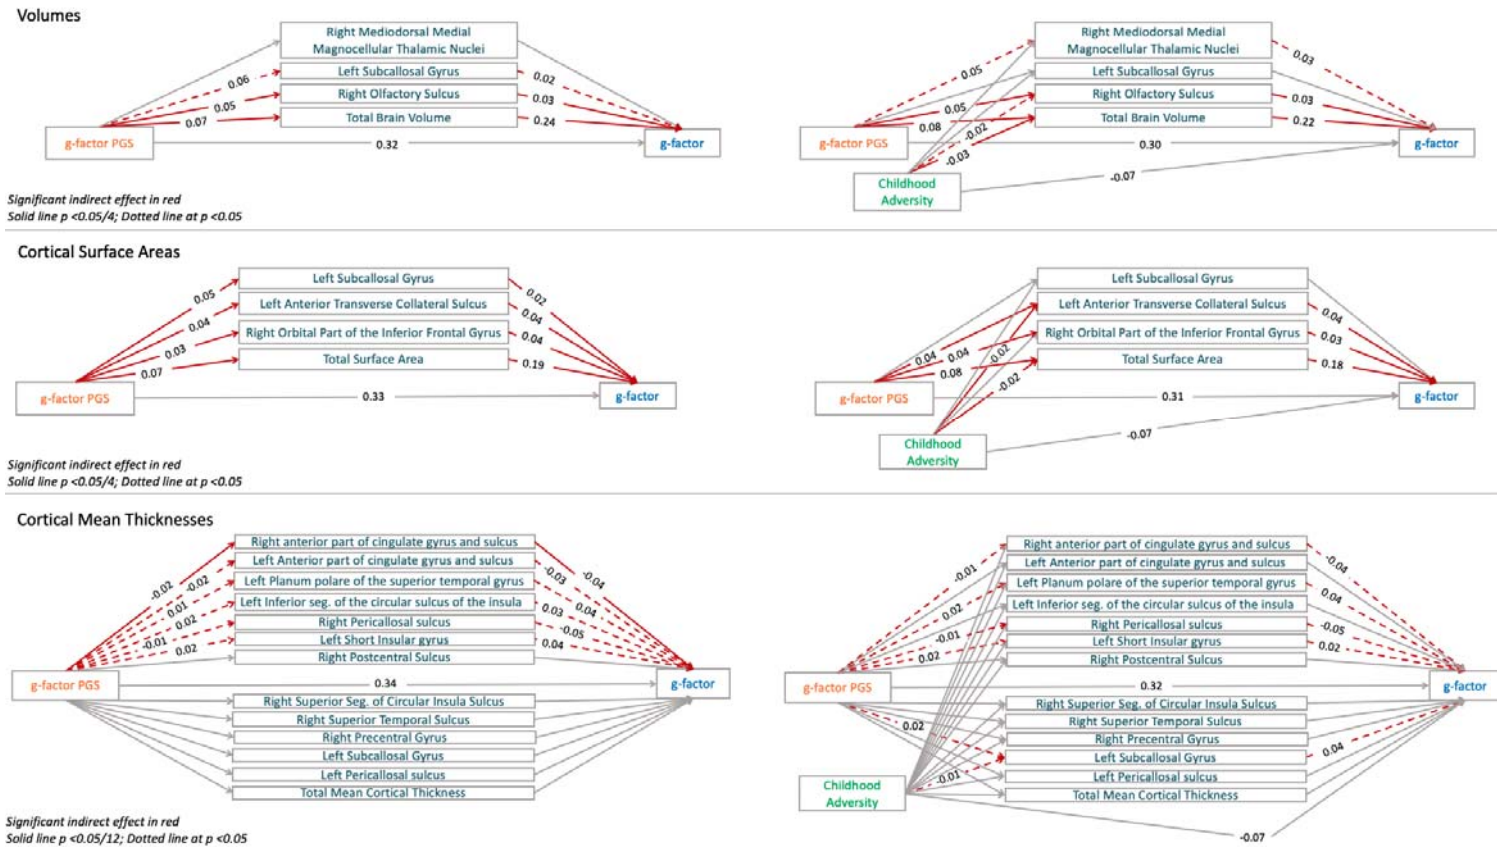 Volumes
Right Mediodorsal Medial
Magnocellular Thalamic Nuclei
Left Subcallosal Gyrus
Right Olfactory Sulcus
Total Brain Volume
g-factor PGS
g-factor
0.06
0.05
0.07
0.02
0.03
0.24
0.32
Significant indirect effect in red
Solid line p <0.05/4; Dotted line at p <0.05
Right Mediodorsal Medial
Magnocellular Thalamic Nuclei
Left Subcallosal Gyrus
Right Olfactory Sulcus
Total Brain Volume
g-factor PGS
g-factor
Childhood
Adversity
0.05
0.05
0.08
-0.02
-0.03
0.03
0.03
0.22
0.30
-0.07
Cortical Surface Areas
Left Subcallosal Gyrus
Left Anterior Transverse Collateral Sulcus
Right Orbital Part of the Inferior Frontal Gyrus
Total Surface Area
g-factor PGS
g-factor
0.05
0.04
0.03
0.07
0.02
0.04
0.04
0.19
0.33
Significant indirect effect in red
Solid line p <0.05/4; Dotted line at p <0.05
Left Subcallosal Gyrus
Left Anterior Transverse Collateral Sulcus
Right Orbital Part of the Inferior Frontal Gyrus
Total Surface Area
g-factor PGS
g-factor
Childhood
Adversity
0.04
0.04
0.08
-0.02
-0.02
0.04
0.03
0.18
0.31
-0.07
Cortical Mean Thicknesses
Right anterior part of cingulate gyrus and sulcus
Left Anterior part of cingulate gyrus and sulcus
Left Planum polare of the superior temporal gyrus
Left Inferior seg. of the circular sulcus of the insula
Right Pericallosal sulcus
Left Short Insular gyrus
Right Postcentral Sulcus
g-factor PGS
g-factor
-0.02
-0.02
0.01
0.02
-0.01
0.02
-0.04
-0.03
0.04
0.03
-0.05
0.04
0.34
Right Superior Seg. of Circular Insula Sulcus
Right Superior Temporal Sulcus
Right Precentral Gyrus
Left Subcallosal Gyrus
Left Pericallosal sulcus
Total Mean Cortical Thickness
Significant indirect effect in red
Solid line p <0.05/12; Dotted line at p <0.05
Right anterior part of cingulate gyrus and sulcus
Left Anterior part of cingulate gyrus and sulcus
Left Planum polare of the superior temporal gyrus
Left Inferior seg. of the circular sulcus of the insula
Right Pericallosal sulcus
Left Short Insular gyrus
Right Postcentral Sulcus
g-factor PGS
g-factor
-0.01
0.02
-0.01
0.02
-0.04
0.04
-0.05
0.02
0.32
Right Superior Seg. of Circular Insula Sulcus
Right Superior Temporal Sulcus
Right Precentral Gyrus
Left Subcallosal Gyrus
Left Pericallosal sulcus
Total Mean Cortical Thickness
0.02
-0.01
0.04
Childhood
Adversity
-0.07